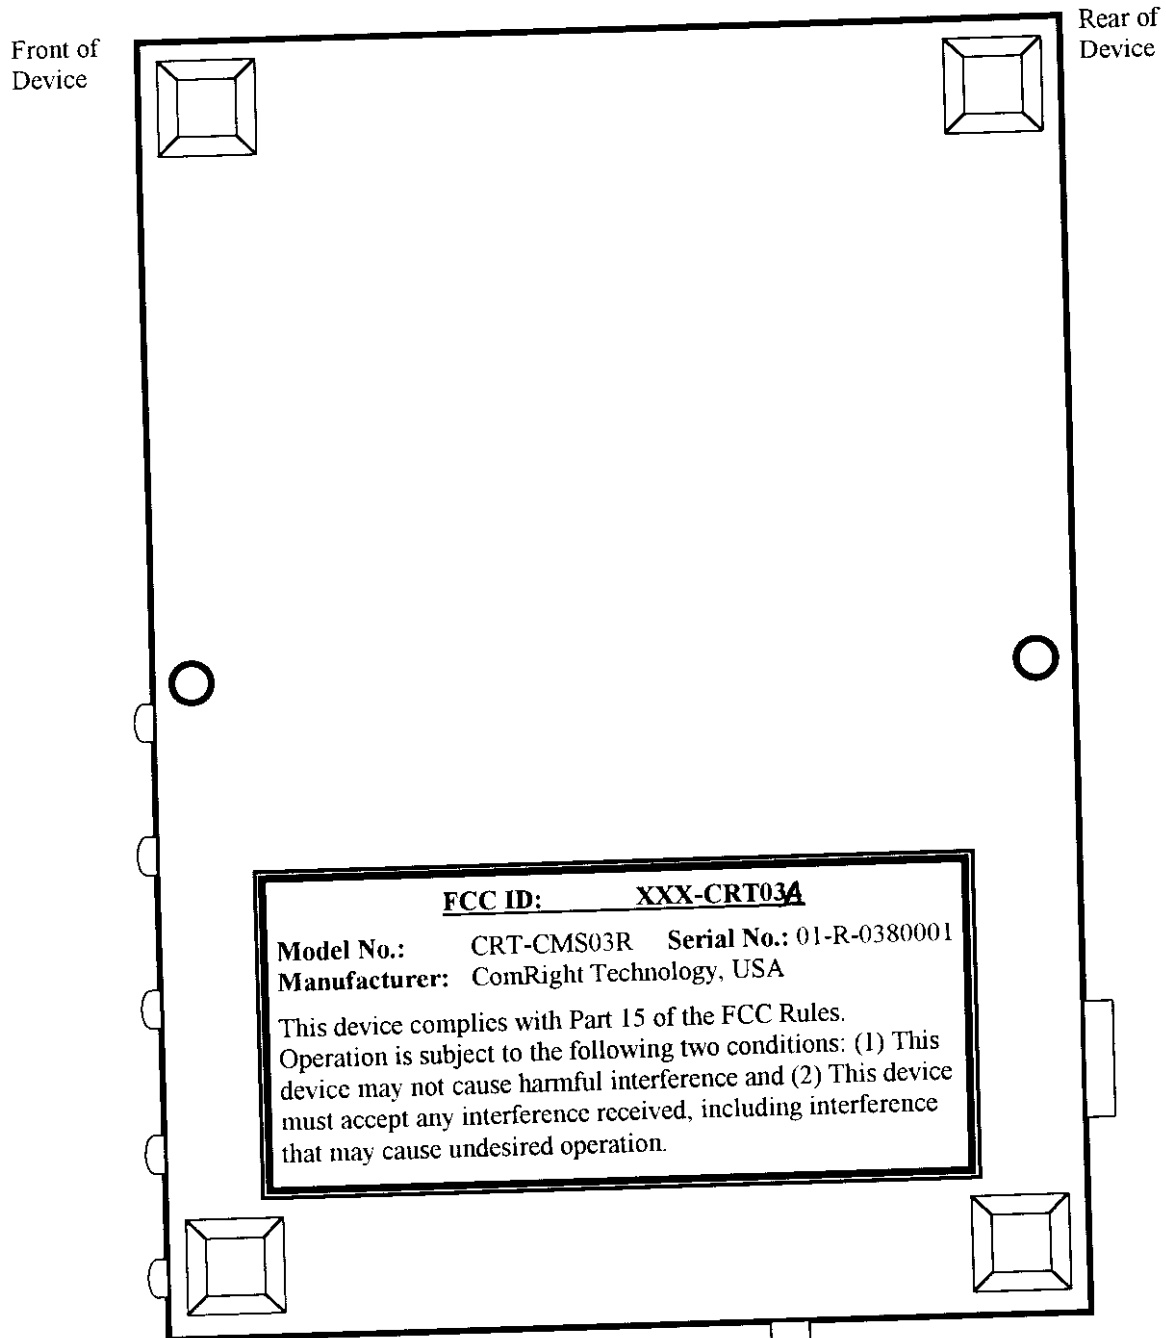 Front of
Device
Rear of
Device
FCC ID: XXX-CRT03A
Model No.: CRT-CMS03R Serial No.: 01-R-0380001
Manufacturer: ComRight Technology, USA
This device complies with Part 15 of the FCC Rules.
Operation is subject to the following two conditions: (1) This
device may not cause harmful interference and (2) This device
must accept any interference received, including interference
that may cause undesired operation.